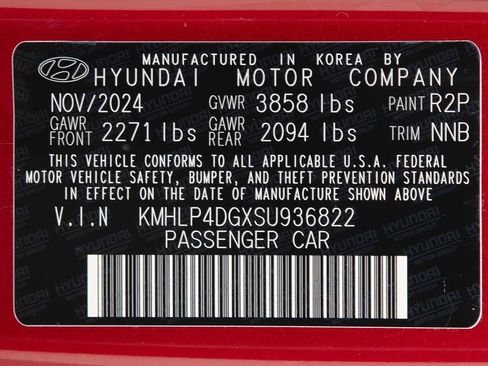 MANUFACTURED IN KOREA BY
HYUNDAI MOTOR COMPANY
NOV/2024 GVWR 3858 lbs PAINT R2P
GAWR FRONT 2271 lbs GAWR REAR 2094 lbs TRIM NNB
THIS VEHICLE CONFORMS TO ALL APPLICABLE U.S.A. FEDERAL
MOTOR VEHICLE SAFETY, BUMPER, AND THEFT PREVENTION STANDARDS
IN EFFECT ON THE DATE OF MANUFACTURE SHOWN ABOVE
V.I.N KMHLP4DGXSU936822
PASSENGER CAR